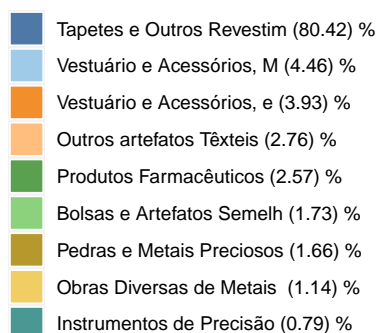 Tapetes e Outros Revestim (80.42) %
Vestuário e Acessórios, M (4.46) %
Vestuário e Acessórios, e (3.93) %
Outros artefatos Têxteis (2.76) %
Produtos Farmacêuticos (2.57) %
Bolsas e Artefatos Semelh (1.73) %
Pedras e Metais Preciosos (1.66) %
Obras Diversas de Metais  (1.14) %
Instrumentos de Precisão (0.79) %